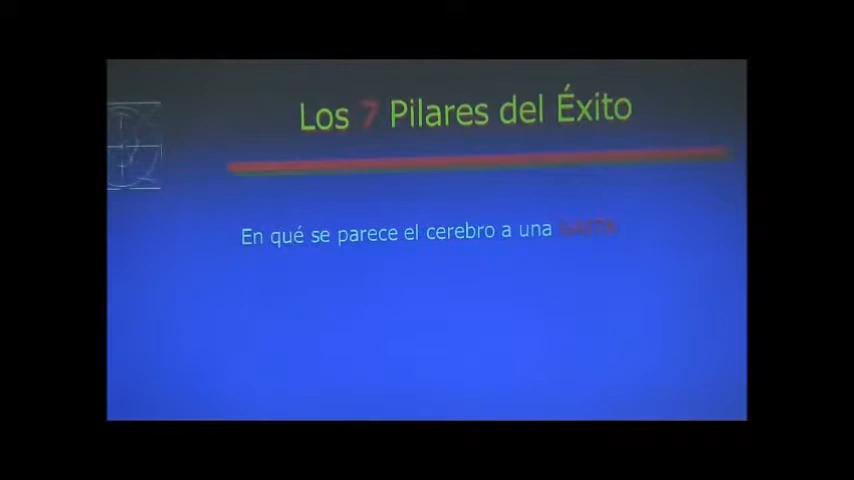 Los 7 Pilares del Éxito
En qué se parece el cerebro a una